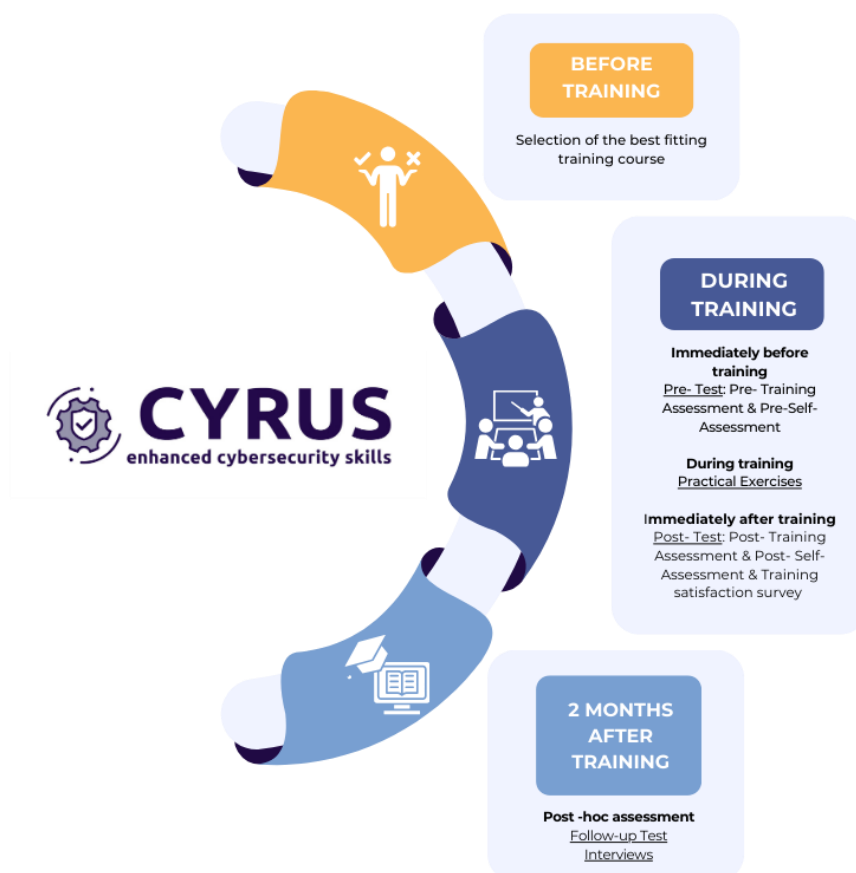 BEFORE
TRAINING
Selection of the best fitting
training course
DURING
TRAINING
Immediately before
training
Pre- Test: Pre- Training
Assessment & Pre-Self-
Assessment
During training
Practical Exercises
Immediately after training
Post- Test: Post- Training
Assessment & Post- Self-
Assessment & Training
satisfaction survey
CYRUS
enhanced cybersecurity skills
2 MONTHS
AFTER
TRAINING
Post -hoc assessment
Follow-up Test
Interviews